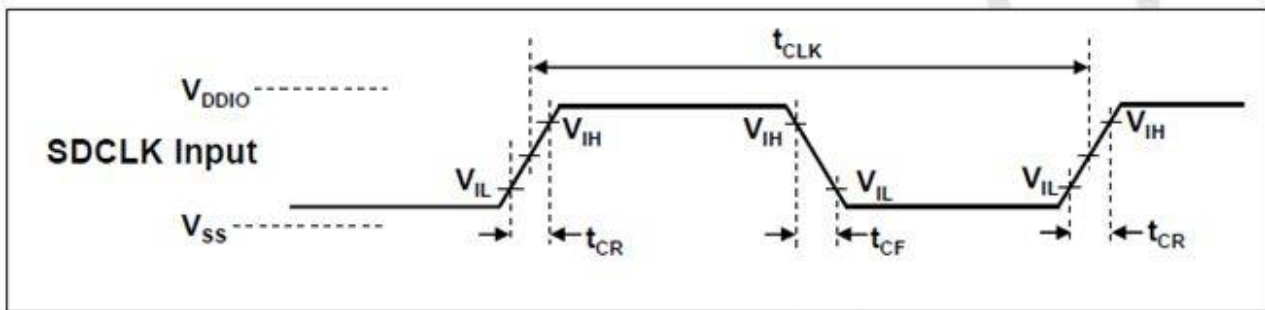 tCLK
VDDIO
SDCLK Input
VIH
VIH
VIH
VIL
VIL
VIL
VSS
tCR
tCF
tCR